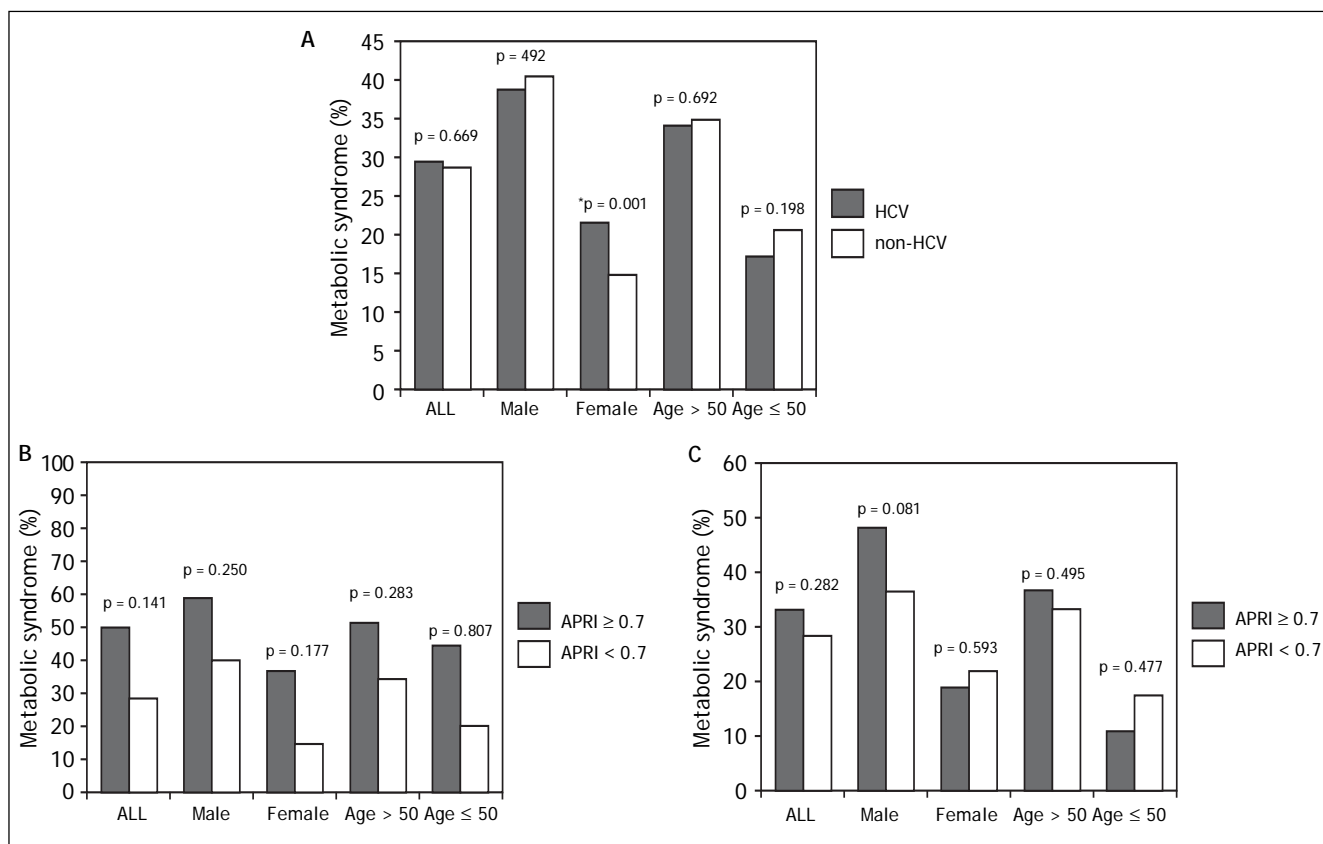 A
Metabolic syndrome (%)
45
40
35
30
25
20
15
10
5
0
p = 0.669
p = 492
*p = 0.001
p = 0.692
p = 0.198
ALL Male Female Age > 50 Age ≤ 50
HCV
non-HCV
B
Metabolic syndrome (%)
100
90
80
70
60
50
40
30
20
10
0
p = 0.141
p = 0.250
p = 0.177
p = 0.283
p = 0.807
ALL Male Female Age > 50 Age ≤ 50
APRI ≥ 0.7
APRI < 0.7
C
Metabolic syndrome (%)
60
50
40
30
20
10
0
p = 0.282
p = 0.081
p = 0.593
p = 0.495
p = 0.477
ALL Male Female Age > 50 Age ≤ 50
APRI ≥ 0.7
APRI < 0.7